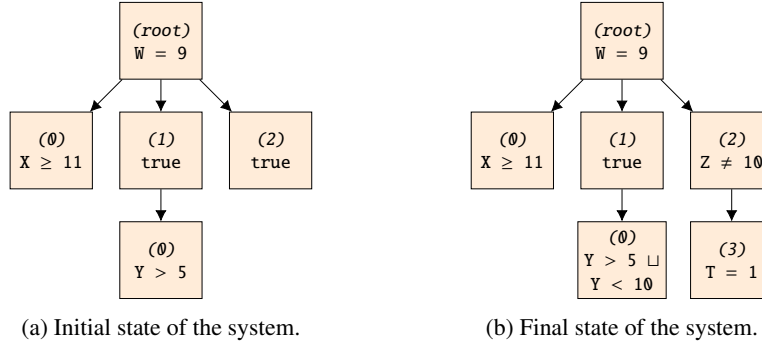 (root)
W = 9
(0)
X ≥ 11
(1)
true
(2)
true
(0)
Y > 5
(a) Initial state of the system.
(root)
W = 9
(0)
X ≥ 11
(1)
true
(2)
Z ≠ 10
(0)
Y > 5 ⊔
Y < 10
(3)
T = 1
(b) Final state of the system.